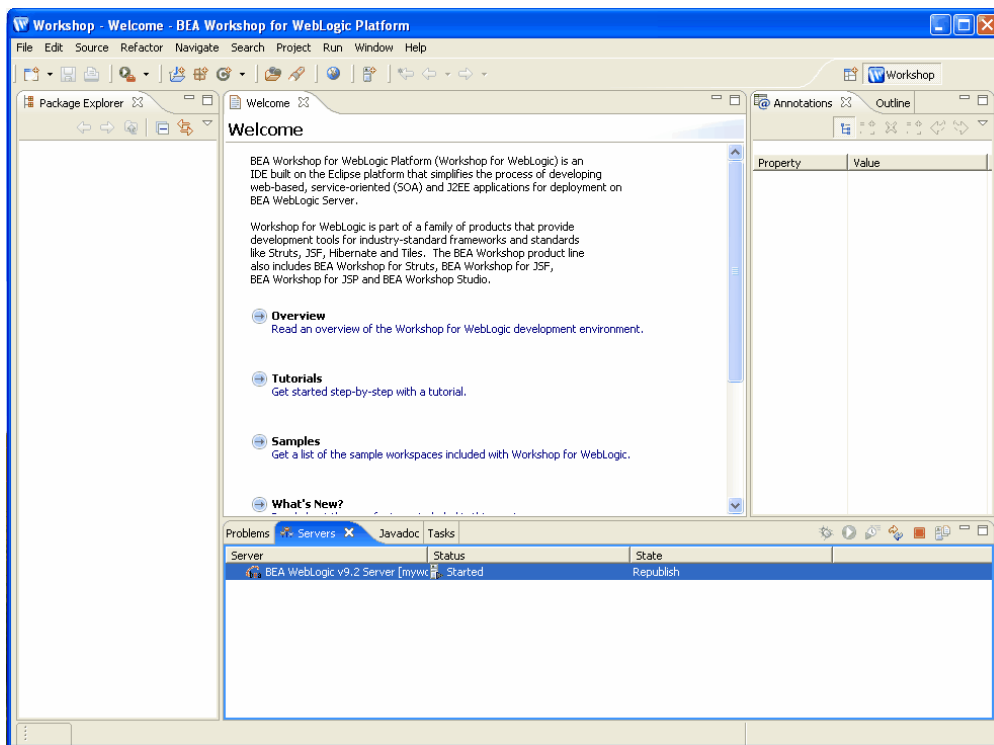 Workshop - Welcome - BEA Workshop for WebLogic Platform
File Edit Source Refactor Navigate Search Project Run Window Help
Workshop
Package Explorer
Welcome
Annotations
Outline
Welcome
Property
Value
BEA Workshop for WebLogic Platform (Workshop for WebLogic) is an
IDE built on the Eclipse platform that simplifies the process of developing
web-based, service-oriented (SOA) and J2EE applications for deployment on
BEA WebLogic Server.
Workshop for WebLogic is part of a family of products that provide
development tools for industry-standard frameworks and standards
like Struts, JSF, Hibernate and Tiles. The BEA Workshop product line
also includes BEA Workshop for Struts, BEA Workshop for JSF,
BEA Workshop for JSP and BEA Workshop Studio.
Overview
Read an overview of the Workshop for WebLogic development environment.
Tutorials
Get started step-by-step with a tutorial.
Samples
Get a list of the sample workspaces included with Workshop for WebLogic.
What's New?
Problems Servers Javadoc Tasks
Server Status State
BEA WebLogic v9.2 Server [mywo Started Republish